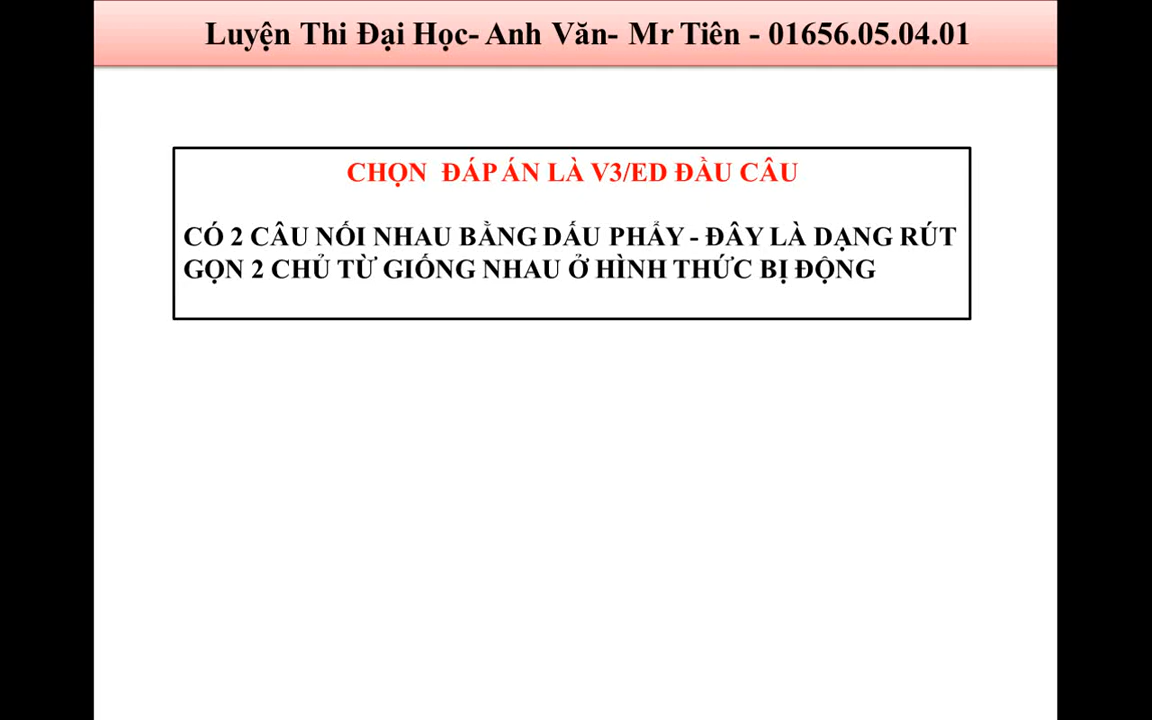 Luyện Thi Đại Học- Anh Văn- Mr Tiên - 01656.05.04.01
CHỌN ĐÁP ÁN LÀ V3/ED ĐẦU CÂU
CÓ 2 CÂU NỐI NHAU BẰNG DẤU PHẨY - ĐÂY LÀ DẠNG RÚT
GỌN 2 CHỦ TỪ GIỐNG NHAU Ở HÌNH THỨC BỊ ĐỘNG